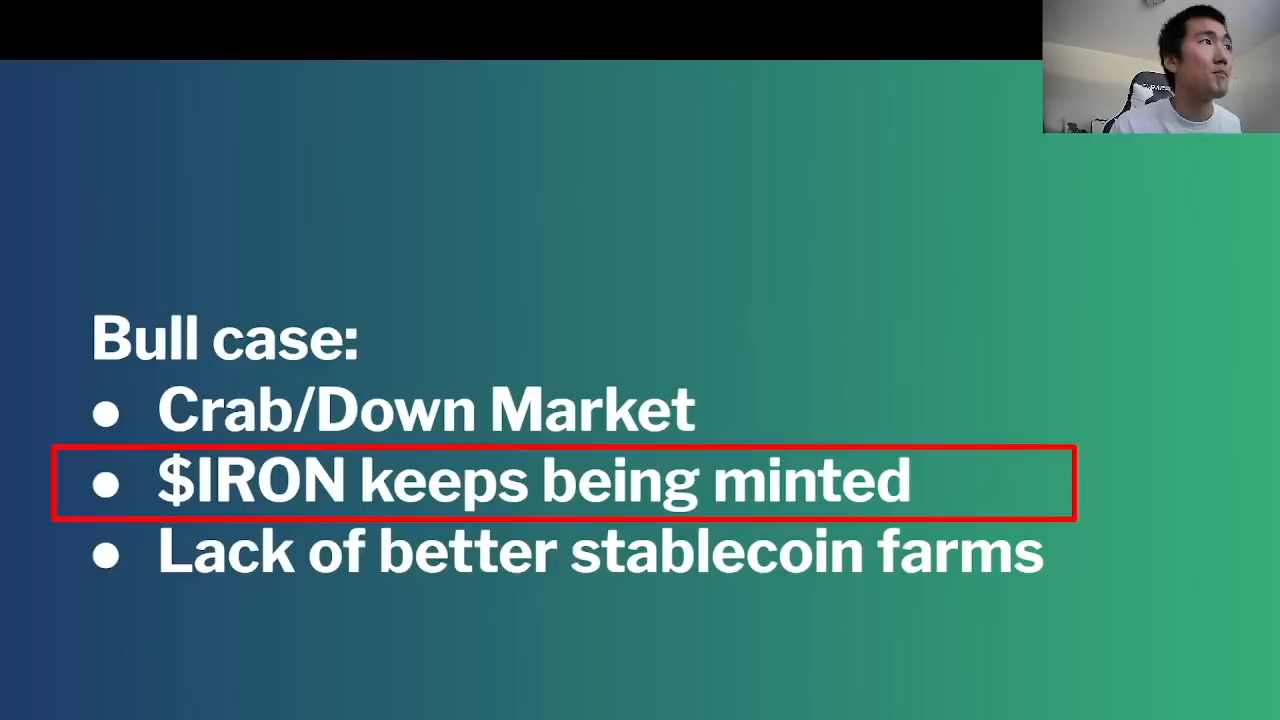 Bull case:
● Crab/Down Market
● $IRON keeps being minted
● Lack of better stablecoin farms